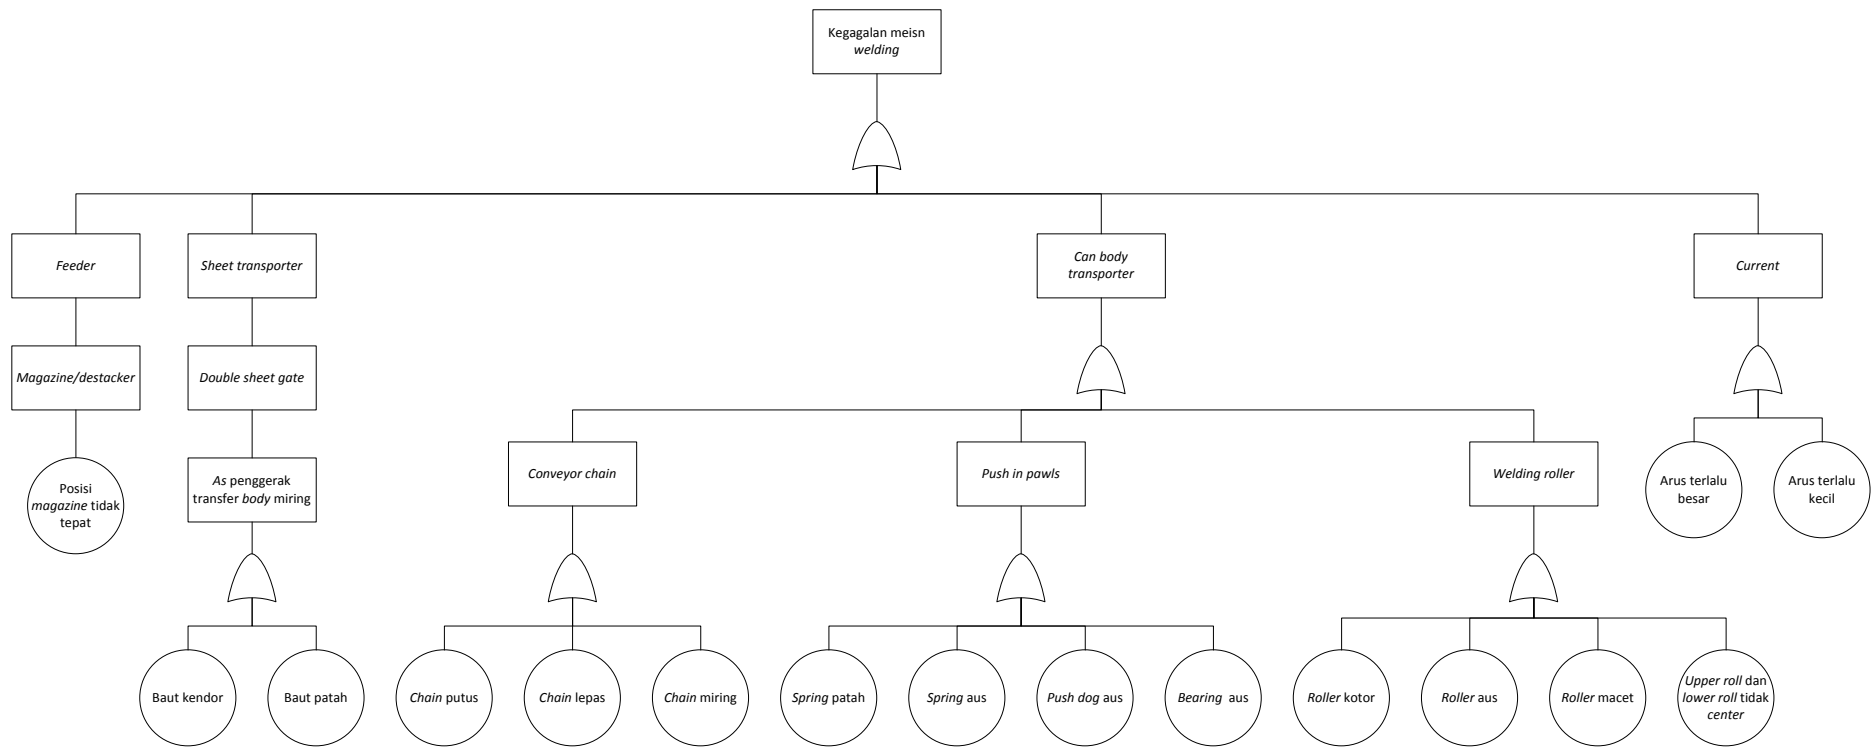 Kegagalan meisn
welding
Feeder
Sheet transporter
Can body
transporter
Current
Magazine/destacker
Double sheet gate
Posisi
magazine tidak
tepat
As penggerak
transfer body miring
Conveyor chain
Push in pawls
Welding roller
Arus terlalu
besar
Arus terlalu
kecil
Baut kendor
Baut patah
Chain putus
Chain lepas
Chain miring
Spring patah
Spring aus
Push dog aus
Bearing aus
Roller kotor
Roller aus
Roller macet
Upper roll dan
lower roll tidak
center